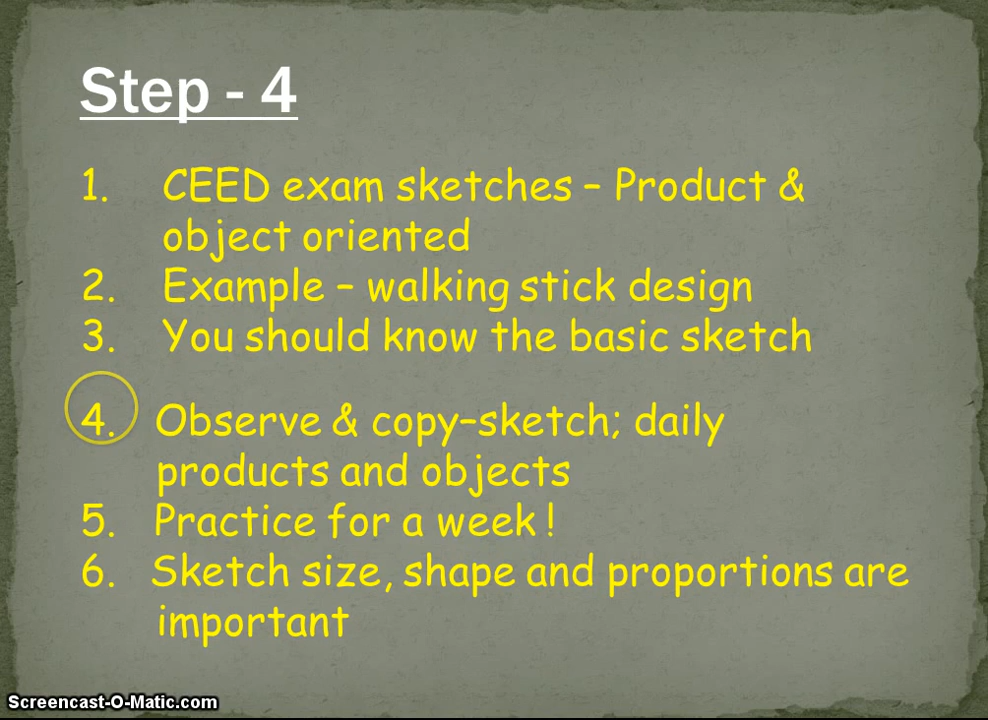 Step - 4
1. CEED exam sketches – Product &
object oriented
2. Example – walking stick design
3. You should know the basic sketch
4. Observe & copy–sketch; daily
products and objects
5. Practice for a week !
6. Sketch size, shape and proportions are
important
Screencast-O-Matic.com